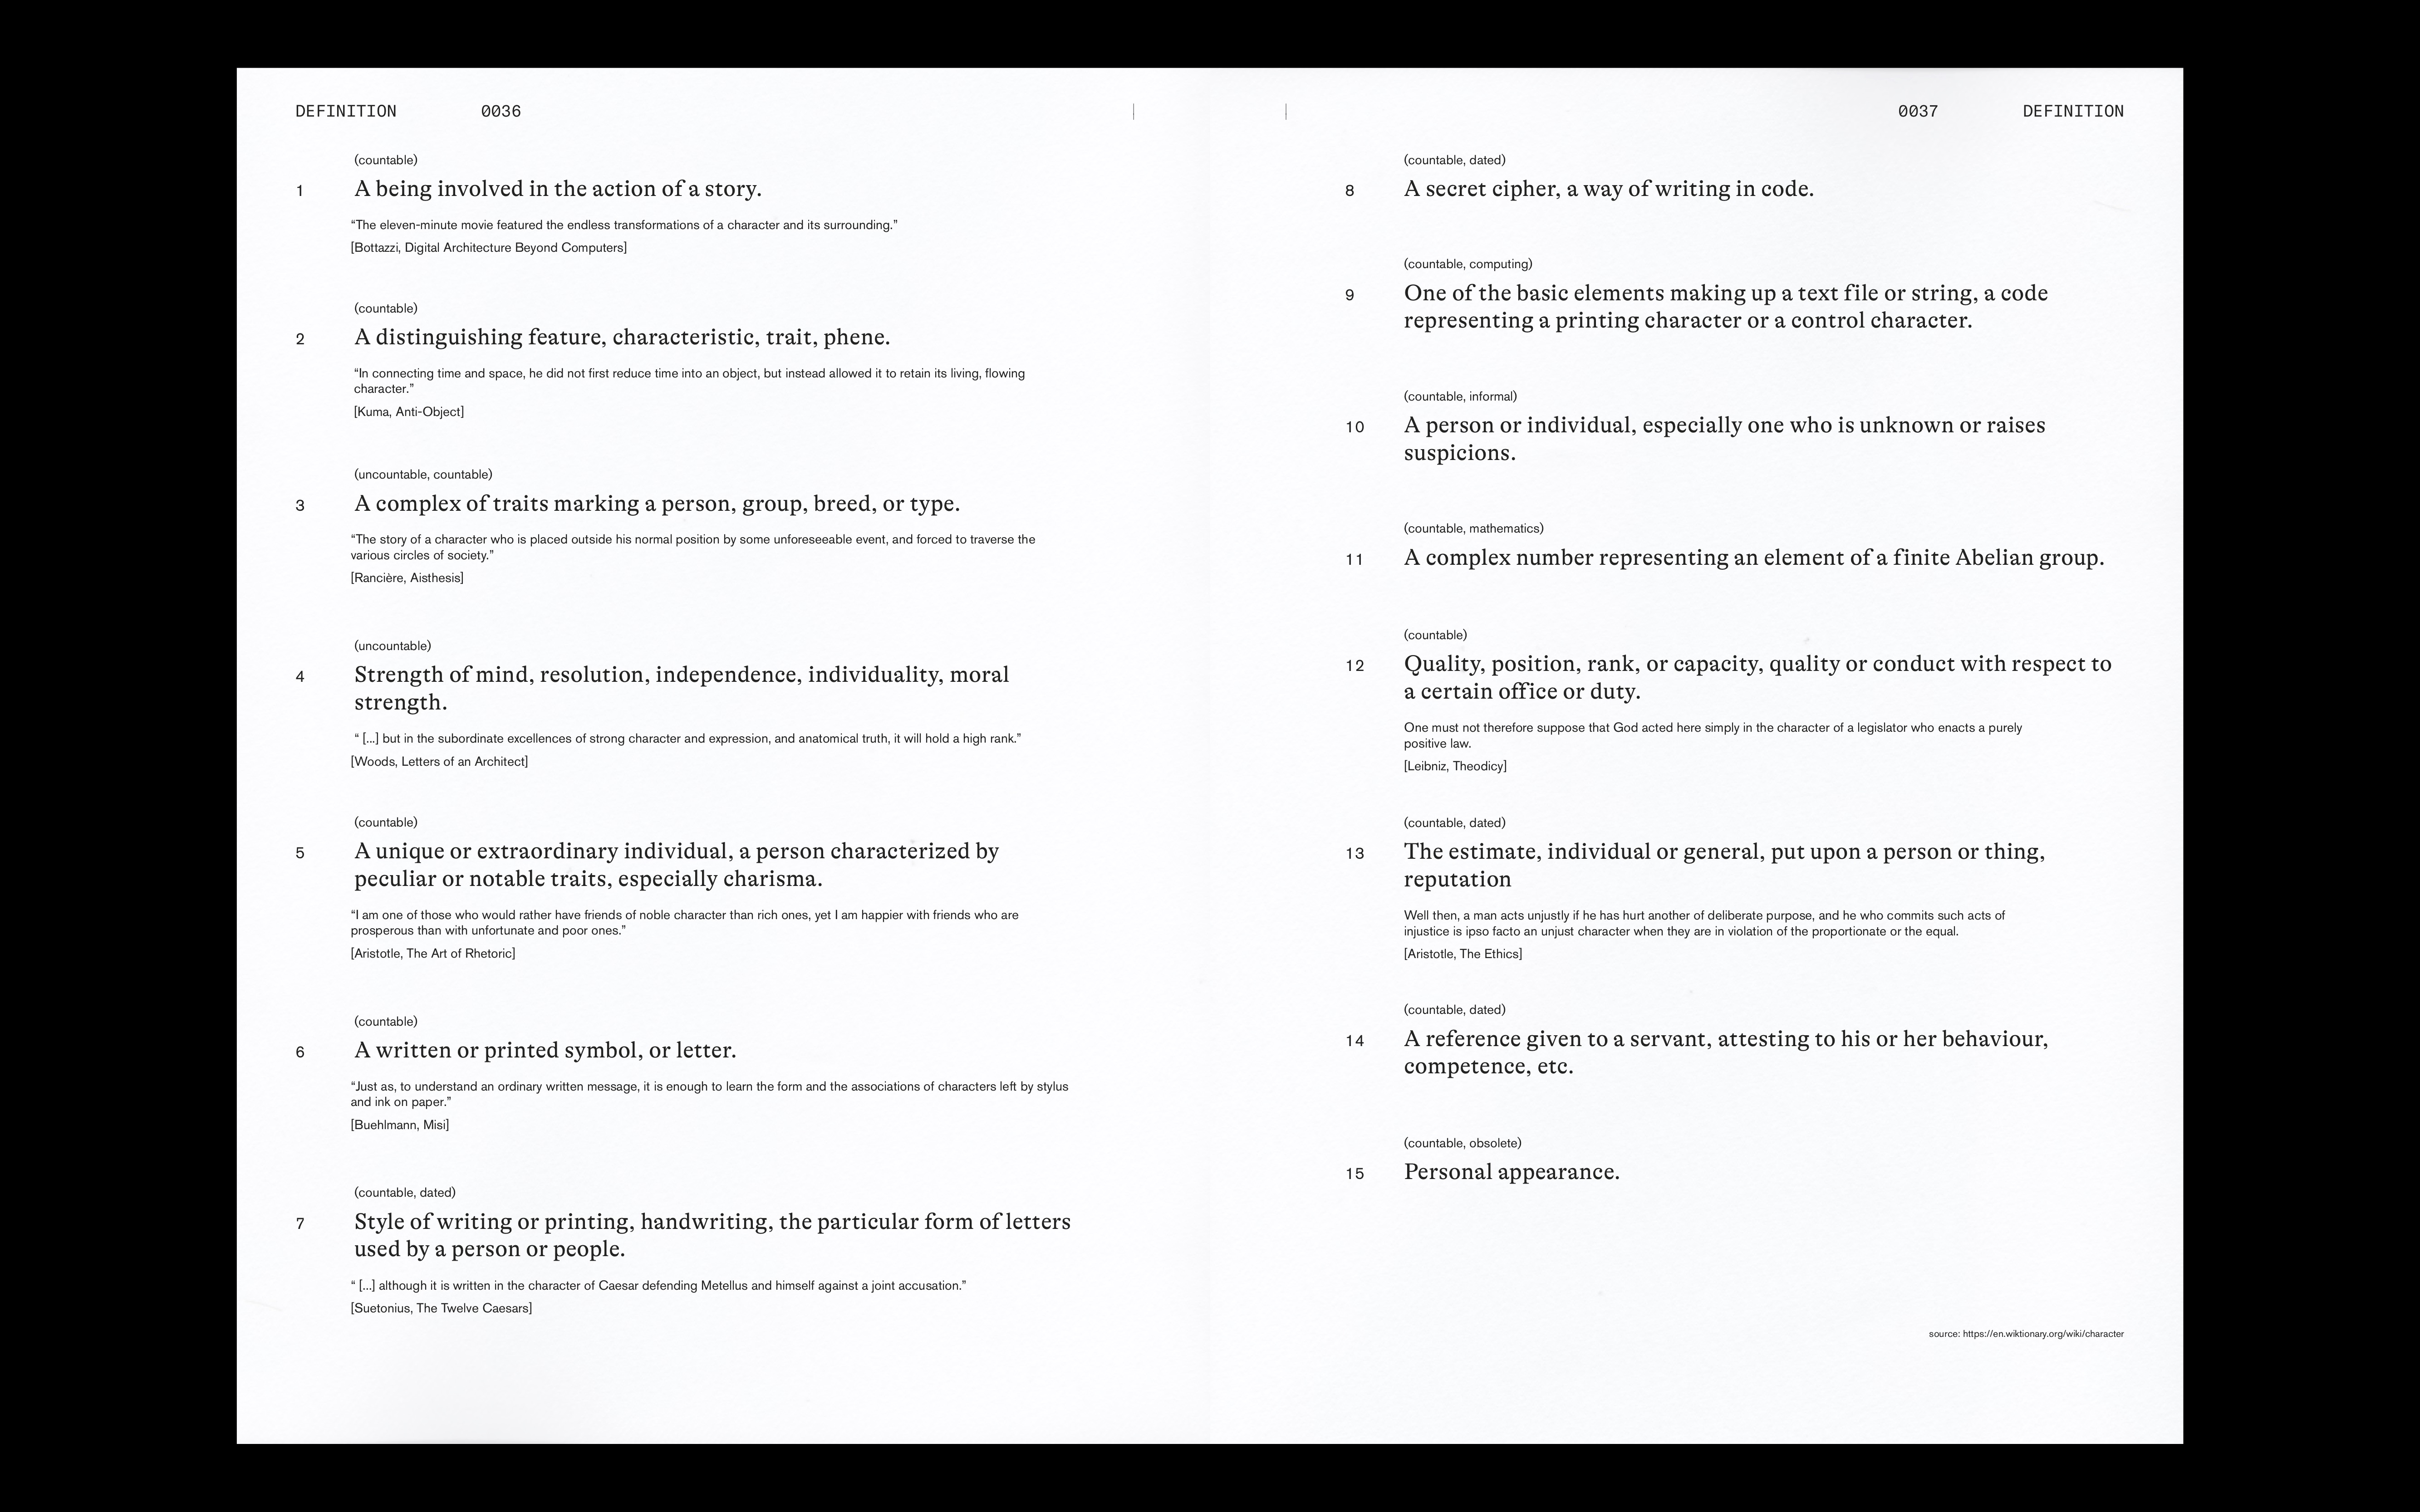 DEFINITION 0036
(countable)
1 A being involved in the action of a story.
“The eleven-minute movie featured the endless transformations of a character and its surrounding.”
[Bottazzi, Digital Architecture Beyond Computers]
(countable)
2 A distinguishing feature, characteristic, trait, phene.
“In connecting time and space, he did not first reduce time into an object, but instead allowed it to retain its living, flowing
character.”
[Kuma, Anti-Object]
(uncountable, countable)
3 A complex of traits marking a person, group, breed, or type.
“The story of a character who is placed outside his normal position by some unforeseeable event, and forced to traverse the
various circles of society.”
[Rancière, Aisthesis]
(uncountable)
4 Strength of mind, resolution, independence, individuality, moral
strength.
“ [...] but in the subordinate excellences of strong character and expression, and anatomical truth, it will hold a high rank.”
[Woods, Letters of an Architect]
(countable)
5 A unique or extraordinary individual, a person characterized by
peculiar or notable traits, especially charisma.
“I am one of those who would rather have friends of noble character than rich ones, yet I am happier with friends who are
prosperous than with unfortunate and poor ones.”
[Aristotle, The Art of Rhetoric]
(countable)
6 A written or printed symbol, or letter.
“Just as, to understand an ordinary written message, it is enough to learn the form and the associations of characters left by stylus
and ink on paper.”
[Buehlmann, Misi]
(countable, dated)
7 Style of writing or printing, handwriting, the particular form of letters
used by a person or people.
“ [...] although it is written in the character of Caesar defending Metellus and himself against a joint accusation.”
[Suetonius, The Twelve Caesars]
0037 DEFINITION
(countable, dated)
8 A secret cipher, a way of writing in code.
(countable, computing)
9 One of the basic elements making up a text file or string, a code
representing a printing character or a control character.
(countable, informal)
10 A person or individual, especially one who is unknown or raises
suspicions.
(countable, mathematics)
11 A complex number representing an element of a finite Abelian group.
(countable)
12 Quality, position, rank, or capacity, quality or conduct with respect to
a certain office or duty.
One must not therefore suppose that God acted here simply in the character of a legislator who enacts a purely
positive law.
[Leibniz, Theodicy]
(countable, dated)
13 The estimate, individual or general, put upon a person or thing,
reputation
Well then, a man acts unjustly if he has hurt another of deliberate purpose, and he who commits such acts of
injustice is ipso facto an unjust character when they are in violation of the proportionate or the equal.
[Aristotle, The Ethics]
(countable, dated)
14 A reference given to a servant, attesting to his or her behaviour,
competence, etc.
(countable, obsolete)
15 Personal appearance.
source: https://en.wiktionary.org/wiki/character